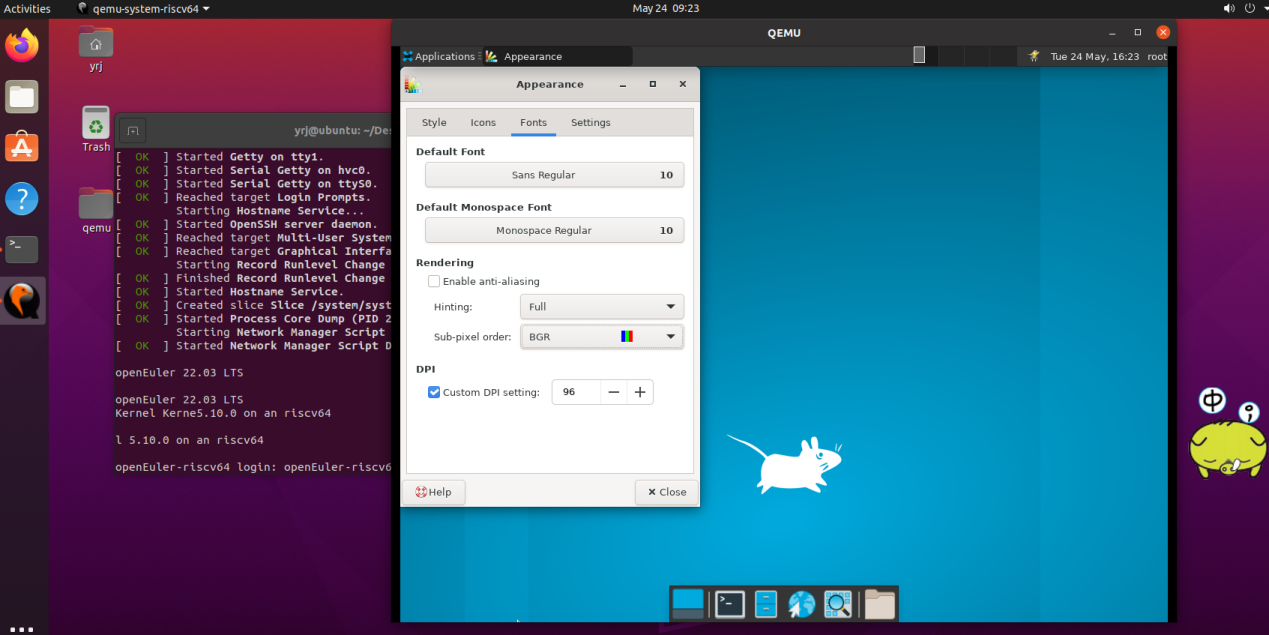 Activities
qemu-system-riscv64
May 24 09:23
yrj
Trash
qemu
yrj@ubuntu: ~/Des
[ OK ] Started Getty on tty1.
[ OK ] Started Serial Getty on hvc0.
[ OK ] Started Serial Getty on ttyS0.
[ OK ] Reached target Login Prompts.
Starting Hostname Service...
[ OK ] Started OpenSSH server daemon.
[ OK ] Reached target Multi-User System
[ OK ] Reached target Graphical Interfa
Starting Record Runlevel Change
[ OK ] Finished Record Runlevel Change
[ OK ] Started Hostname Service.
[ OK ] Created slice Slice /system/syst
[ OK ] Started Process Core Dump (PID 2
Starting Network Manager Script
[ OK ] Started Network Manager Script D
openEuler 22.03 LTS
openEuler 22.03 LTS
Kernel Kerne5.10.0 on an riscv64
l 5.10.0 on an riscv64
openEuler-riscv64 login: openEuler-riscv6
QEMU
Applications
Appearance
Tue 24 May, 16:23
root
Appearance
Style
Icons
Fonts
Settings
Default Font
Sans Regular 10
Default Monospace Font
Monospace Regular 10
Rendering
Enable anti-aliasing
Hinting: Full
Sub-pixel order: BGR
DPI
Custom DPI setting: 96
Help
Close
中